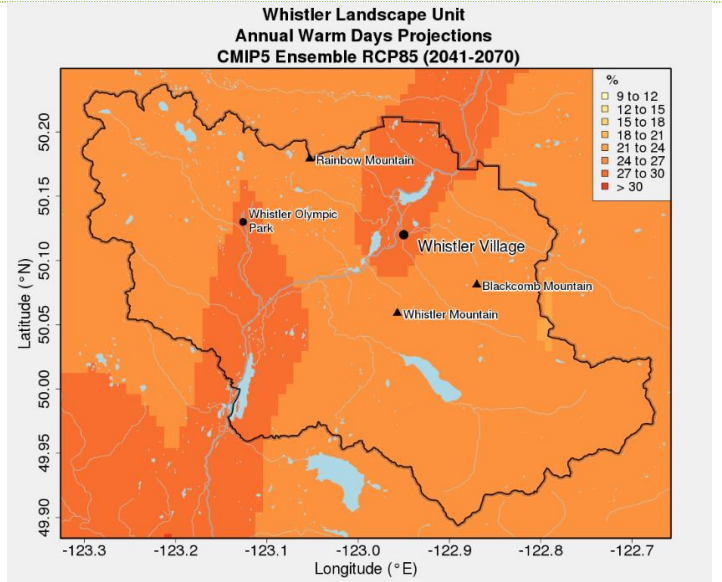 Whistler Landscape Unit
Annual Warm Days Projections
CMIP5 Ensemble RCP85 (2041-2070)
%
9 to 12
12 to 15
15 to 18
18 to 21
21 to 24
24 to 27
27 to 30
> 30
50.20
50.15
50.10
50.05
50.00
49.95
49.90
Latitude (°N)
Rainbow Mountain
Whistler Olympic
Park
Whistler Village
Blackcomb Mountain
Whistler Mountain
-123.3
-123.2
-123.1
-123.0
-122.9
-122.8
-122.7
Longitude (°E)